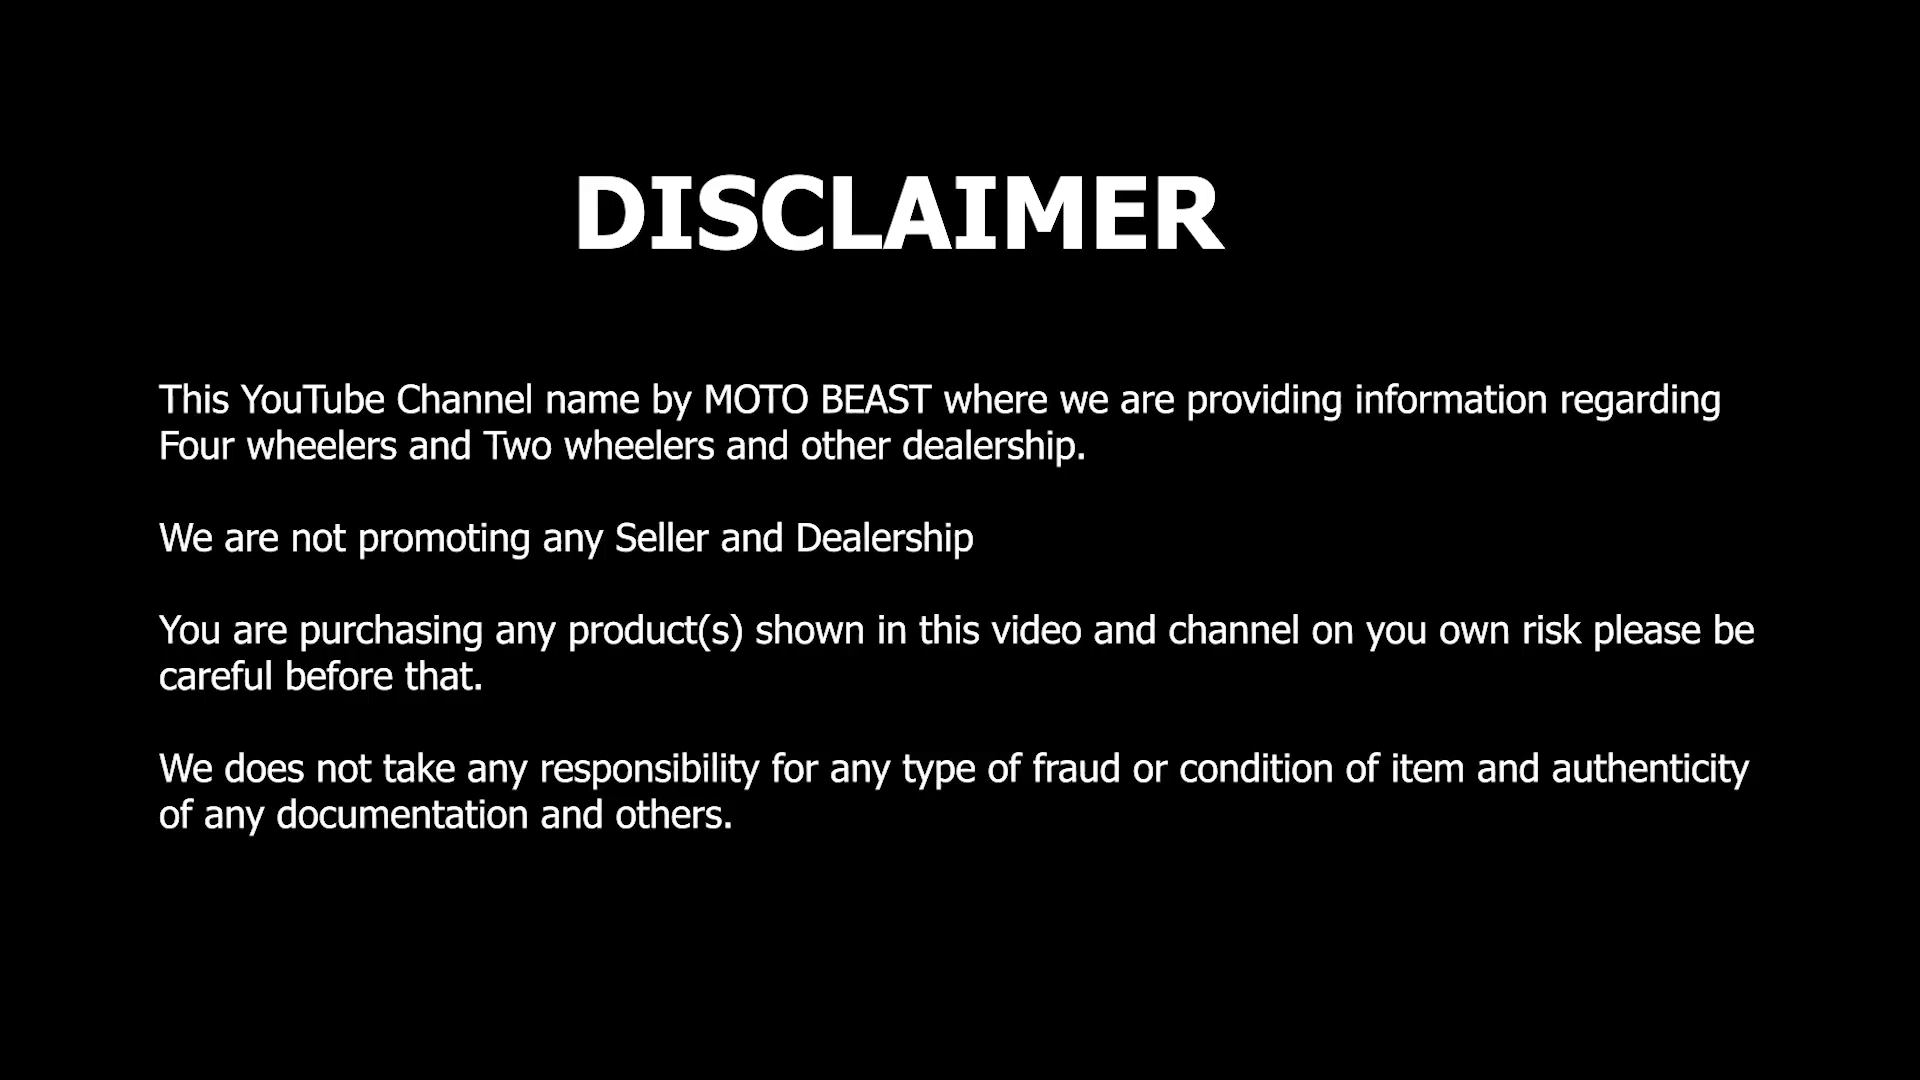 DISCLAIMER
This YouTube Channel name by MOTO BEAST where we are providing information regarding
Four wheelers and Two wheelers and other dealership.
We are not promoting any Seller and Dealership
You are purchasing any product(s) shown in this video and channel on you own risk please be
careful before that.
We does not take any responsibility for any type of fraud or condition of item and authenticity
of any documentation and others.